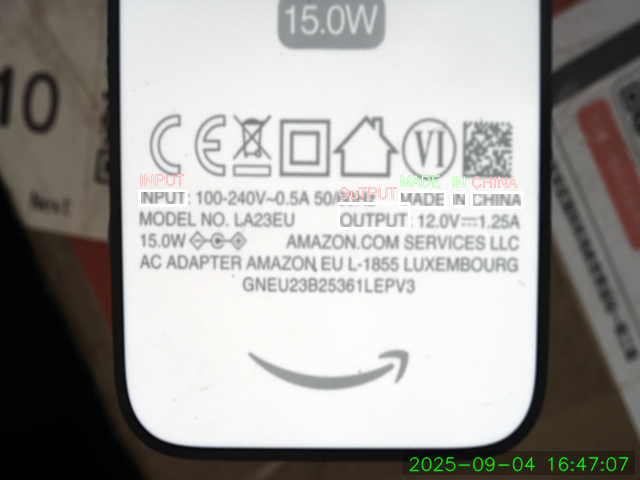 15.0W
10
VI
INPUT OUTPUT MADE IN CHINA
INPUT: 100-240V~0.5A 50/60Hz MADE IN CHINA
MODEL NO. LA23EU OUTPUT: 12.0V⎓1.25A
15.0W AMAZON.COM SERVICES LLC
AC ADAPTER AMAZON EU L-1855 LUXEMBOURG
GNEU23B25361LEPV3
2025-09-04 16:47:07